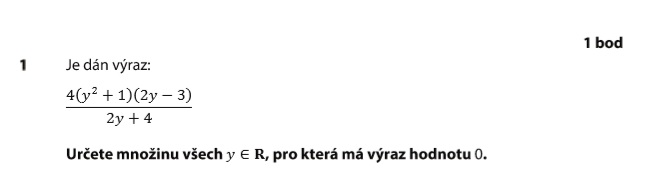 1 bod
1 Je dán výraz:
4(y² + 1)(2y − 3)
2y + 4
Určete množinu všech y ∈ R, pro která má výraz hodnotu 0.